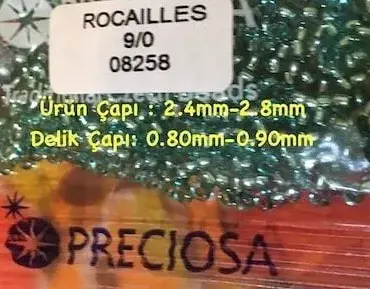 ROCAILLES
9/0
08258
Ürün Çapı : 2.4mm-2.8mm
Delik Çapı: 0.80mm-0.90mm
PRECIOSA